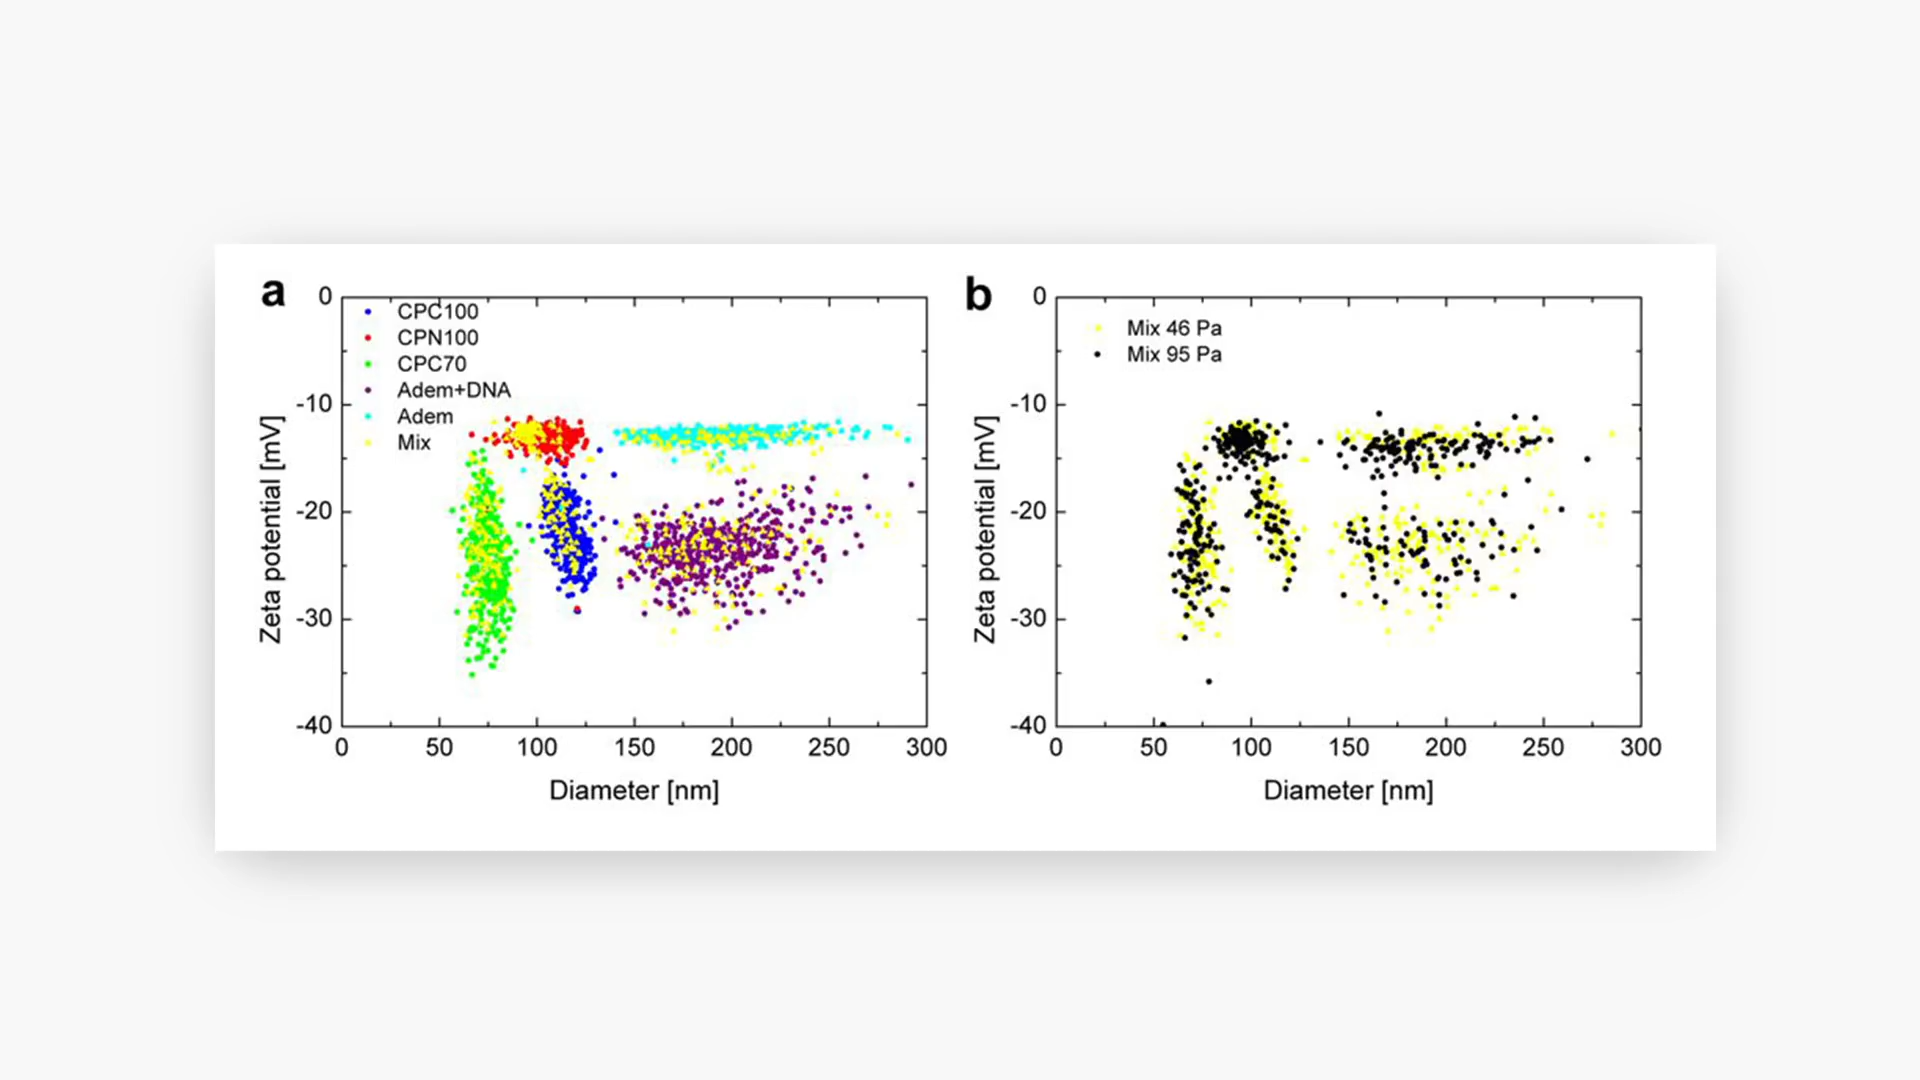 a
0
-10
-20
-30
-40
Zeta potential [mV]
CPC100
CPN100
CPC70
Adem+DNA
Adem
Mix
0 50 100 150 200 250 300
Diameter [nm]
b
0
-10
-20
-30
-40
Zeta potential [mV]
Mix 46 Pa
Mix 95 Pa
0 50 100 150 200 250 300
Diameter [nm]